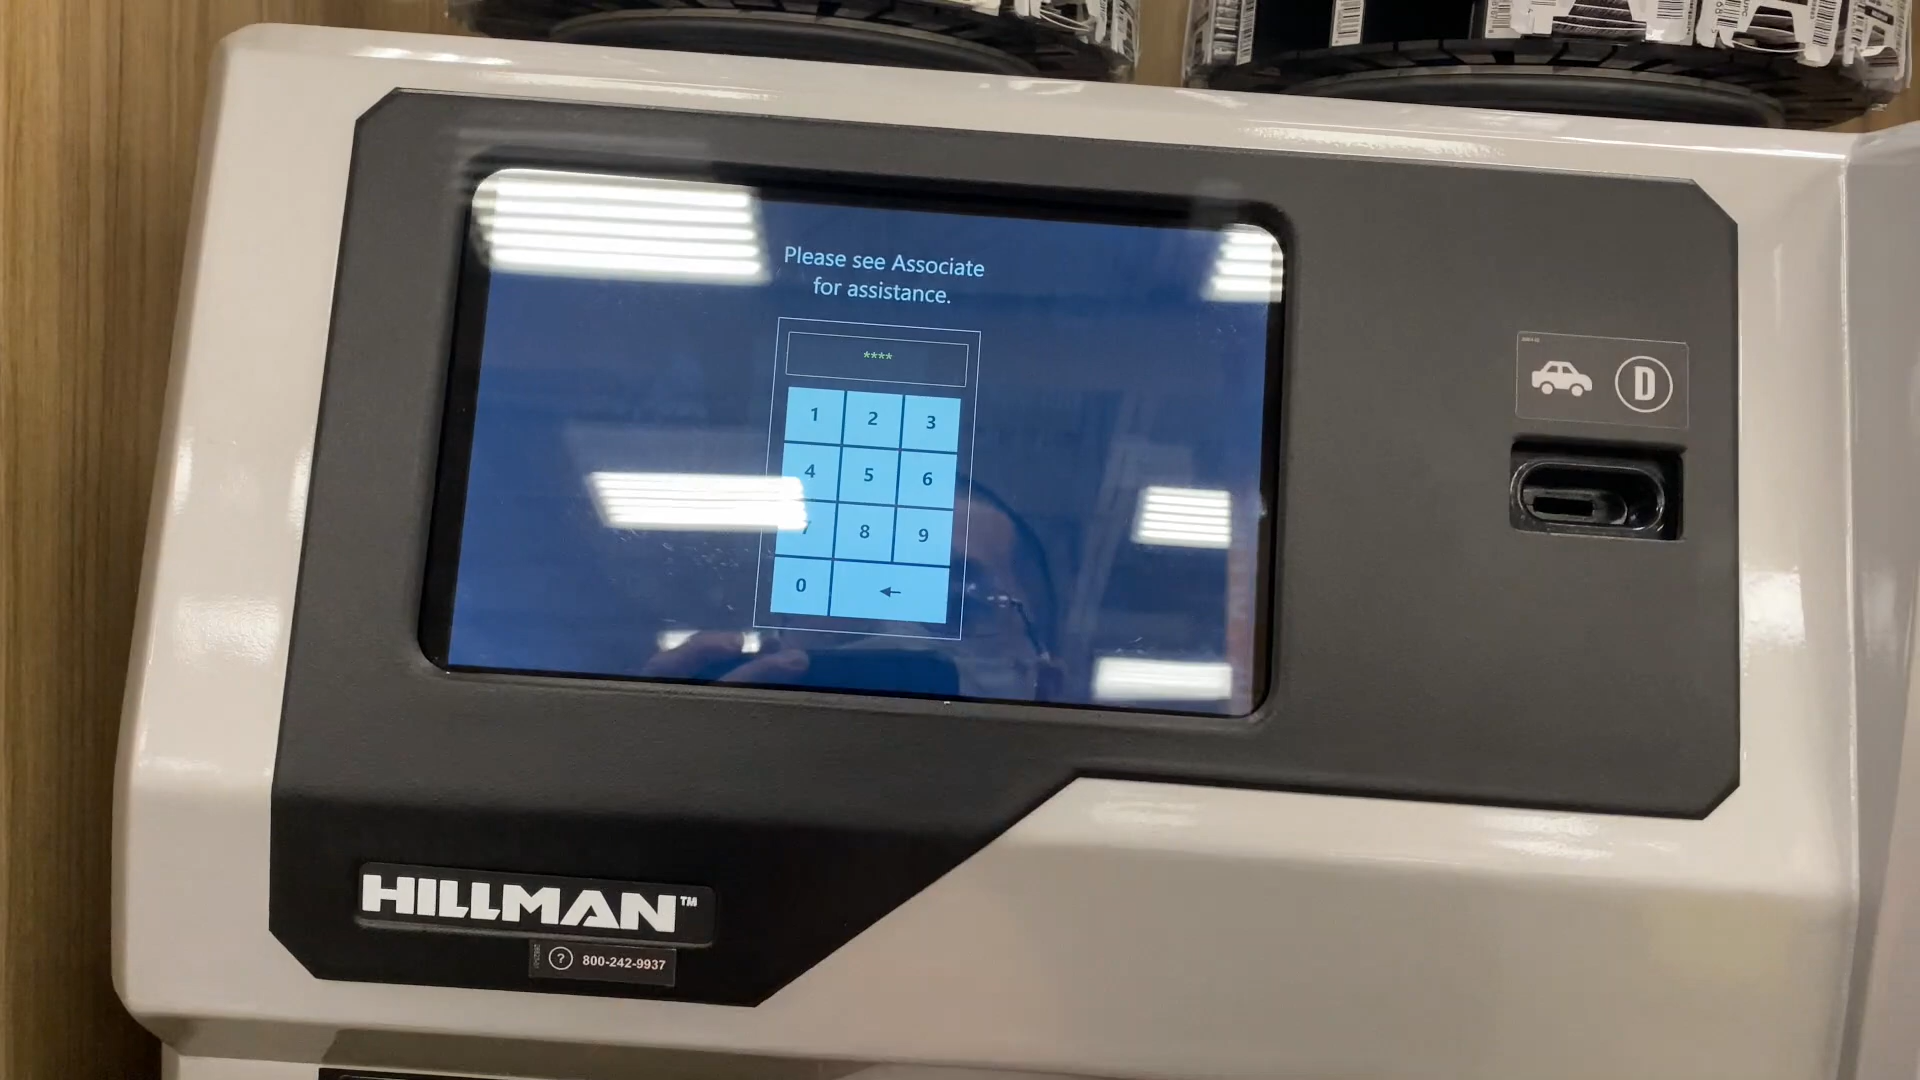 Please see Associate
for assistance.
****
1 2 3
4 5 6
7 8 9
0 ←
D
HILLMAN™
? 800-242-9937